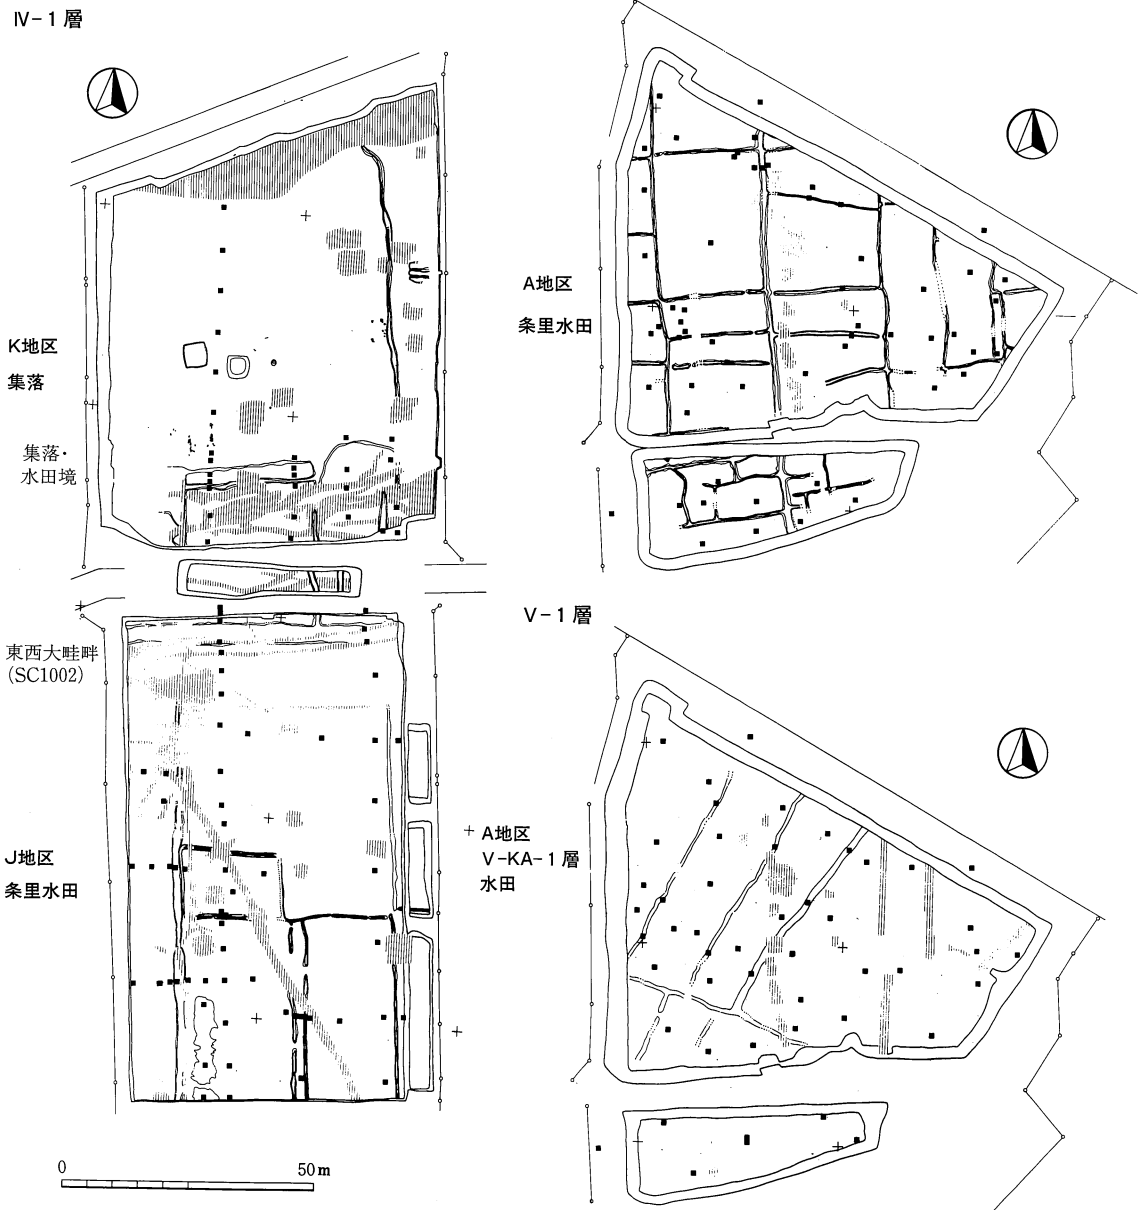 Ⅳ-1層
K地区
集落
集落・
水田境
東西大畦畔
(SC1002)
J地区
条里水田
0 50m
A地区
条里水田
Ⅴ-1層
A地区
Ⅴ-KA-1層
水田